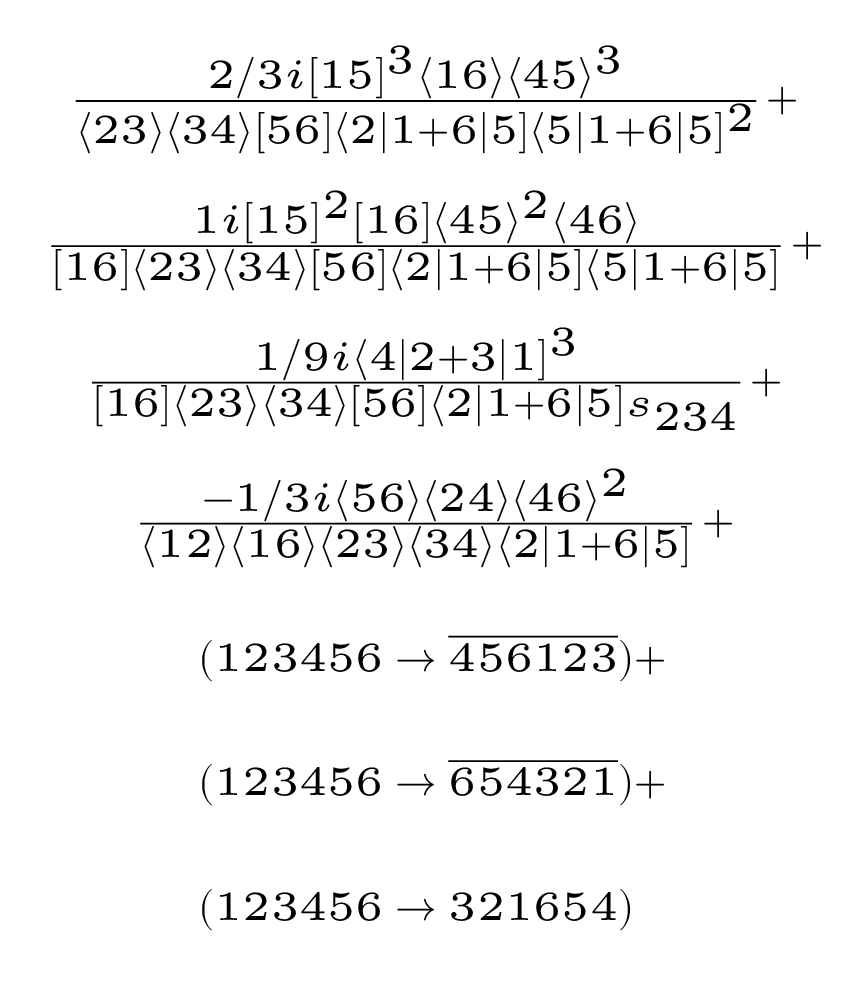 2/3i[15]^3⟨16⟩⟨45⟩^3
⟨23⟩⟨34⟩[56]⟨2|1+6|5]⟨5|1+6|5]^2 +
1i[15]^2[16]⟨45⟩^2⟨46⟩
[16]⟨23⟩⟨34⟩[56]⟨2|1+6|5]⟨5|1+6|5] +
1/9i⟨4|2+3|1]^3
[16]⟨23⟩⟨34⟩[56]⟨2|1+6|5]s_234 +
−1/3i⟨56⟩⟨24⟩⟨46⟩^2
⟨12⟩⟨16⟩⟨23⟩⟨34⟩⟨2|1+6|5] +
(123456 → \overline{456123})+
(123456 → \overline{654321})+
(123456 → 321654)